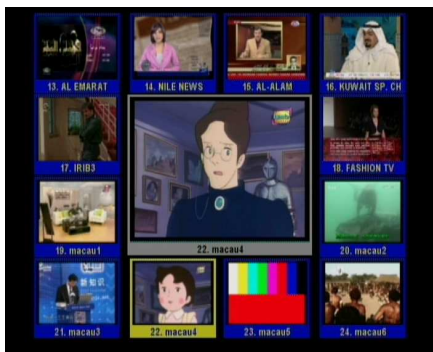 13. AL EMARAT
14. NILE NEWS
15. AL-ALAM
16. KUWAIT SP. CH
17. IRIB3
18. FASHION TV
22. macau4
19. macau1
20. macau2
21. macau3
22. macau4
23. macau5
24. macau6